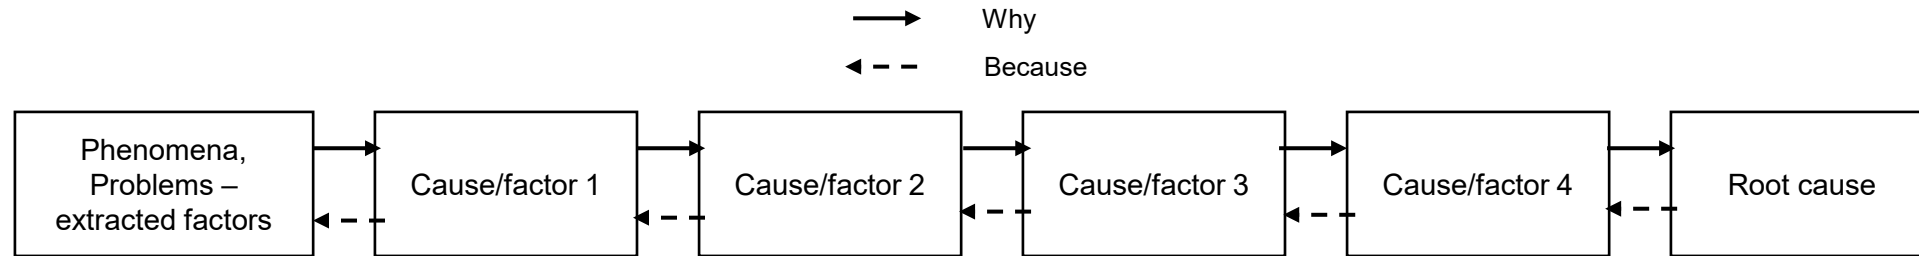 Why
Because
Phenomena,
Problems –
extracted factors
Cause/factor 1
Cause/factor 2
Cause/factor 3
Cause/factor 4
Root cause